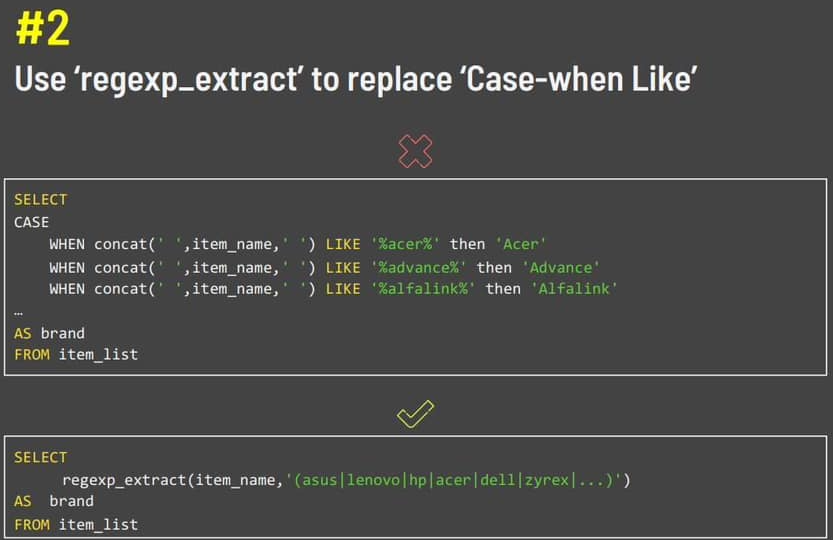 #2
Use ‘regexp_extract’ to replace ‘Case-when Like’
SELECT
CASE
WHEN concat(' ',item_name,' ') LIKE '%acer%' then 'Acer'
WHEN concat(' ',item_name,' ') LIKE '%advance%' then 'Advance'
WHEN concat(' ',item_name,' ') LIKE '%alfalink%' then 'Alfalink'
…
AS brand
FROM item_list
SELECT
regexp_extract(item_name,'(asus|lenovo|hp|acer|dell|zyrex|...)')
AS brand
FROM item_list